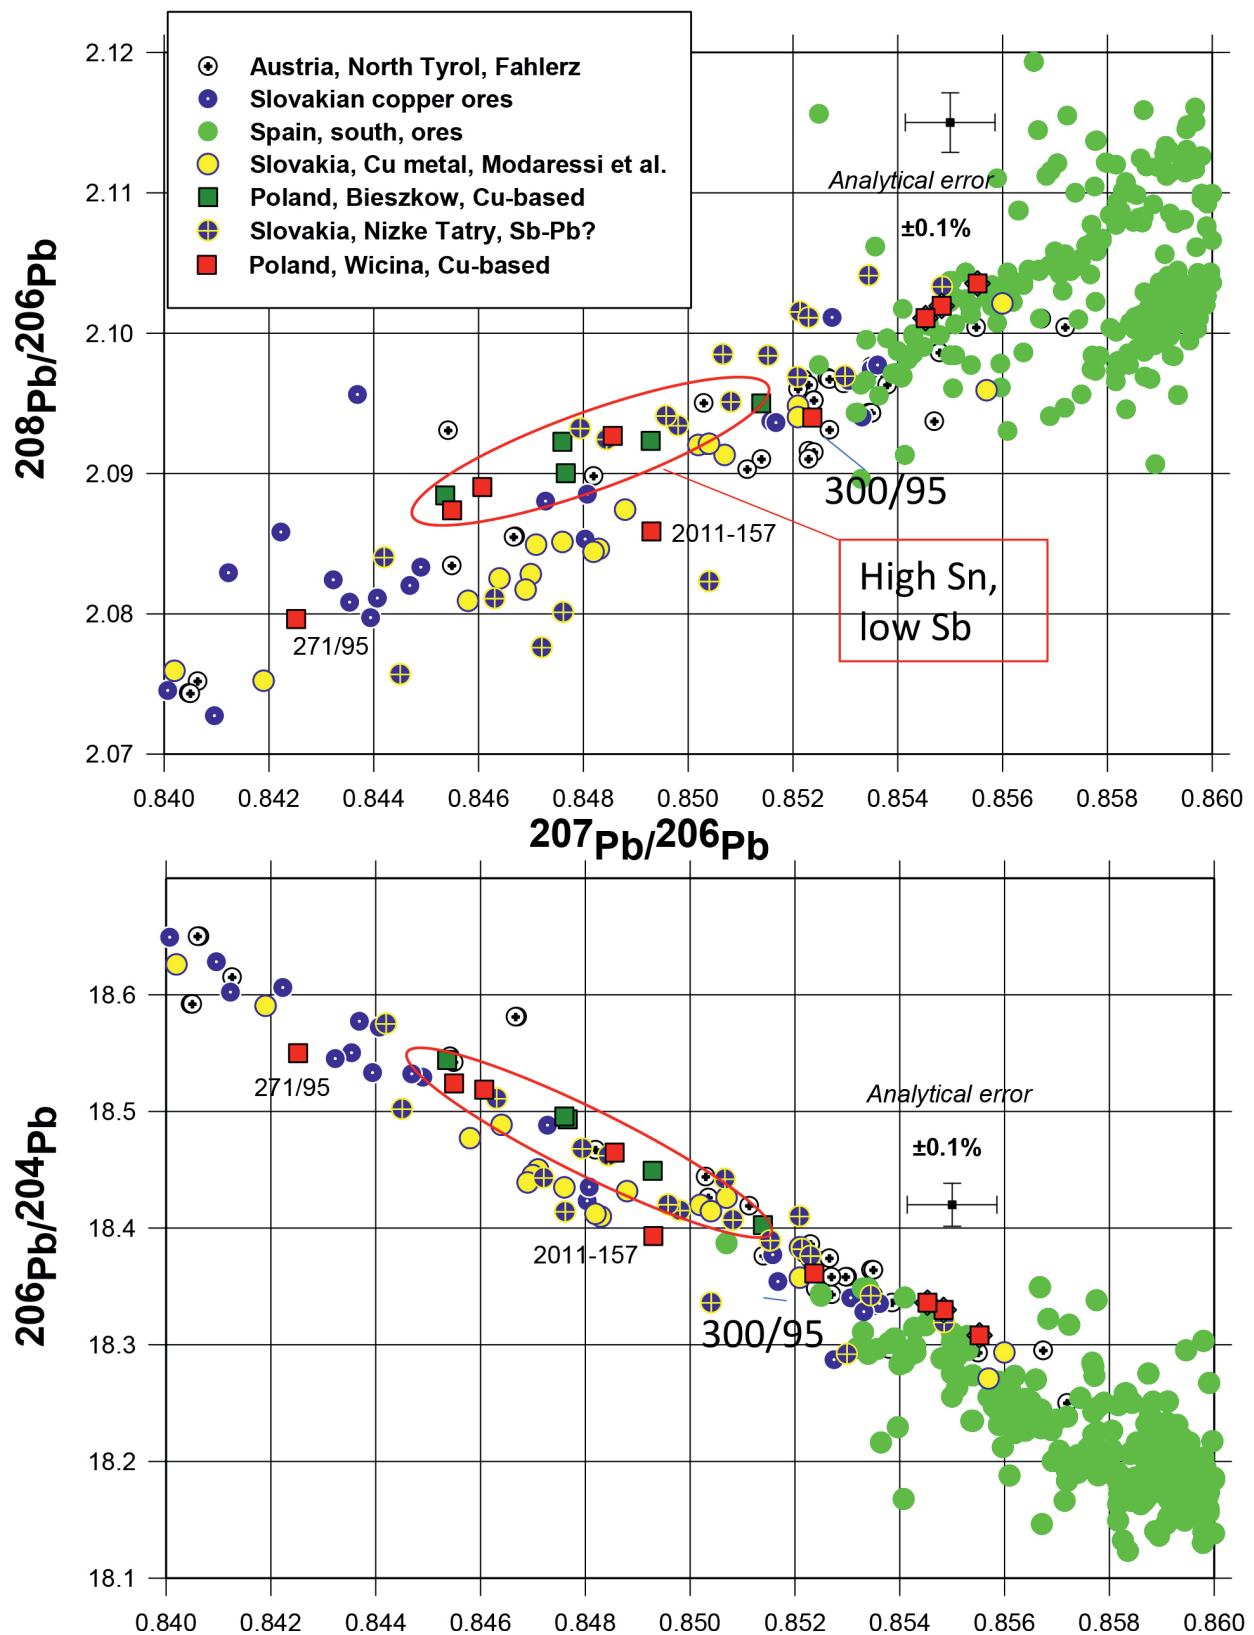 Austria, North Tyrol, Fahlerz
Slovakian copper ores
Spain, south, ores
Slovakia, Cu metal, Modaressi et al.
Poland, Bieszkow, Cu-based
Slovakia, Nizke Tatry, Sb-Pb?
Poland, Wicina, Cu-based
2.12
2.11
2.10
2.09
2.08
2.07
208Pb/206Pb
Analytical error
±0.1%
300/95
2011-157
271/95
High Sn,
low Sb
0.840 0.842 0.844 0.846 0.848 0.850 0.852 0.854 0.856 0.858 0.860
207Pb/206Pb
18.6
18.5
18.4
18.3
18.2
18.1
206Pb/204Pb
271/95
Analytical error
±0.1%
2011-157
300/95
0.840 0.842 0.844 0.846 0.848 0.850 0.852 0.854 0.856 0.858 0.860